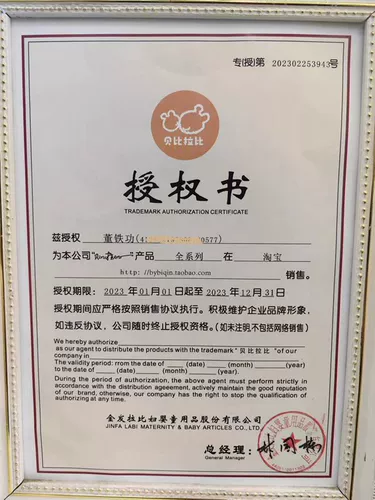 专(授)第 202302253943号
贝比拉比
授权书
TRADEMARK AUTHORIZATION CERTIFICATE
兹授权 董铁功(4 0577)
为本公司 产品 全系列 在 淘宝
http://bybiqin.taobao.com 销售。
授权期限：2023年01月01日起至2023年12月31日。
授权期间应严格按照销售协议执行。积极维护企业品牌形象，
如违反协议，公司随时终止授权资格。(如未注明不包括网络销售)
We hereby authorize
as our agent to distribute the products with the trademark "贝比拉比 "of our
company in .
The validity period: from the date of (date) (month) (year)
to the date of (date) (month) (year).
During the period of authorization, the above agent must perform strictly in
accordance with the distribution agreement, actively maintain the good reputation
of our brand, otherwise, our company has the right to stop the qualification of
authorizing at any time.
金发拉比妇婴童用品股份有限公司
JINFA LABI MATERNITY & BABY ARTICLES CO., LTD
总经理：
General Manager